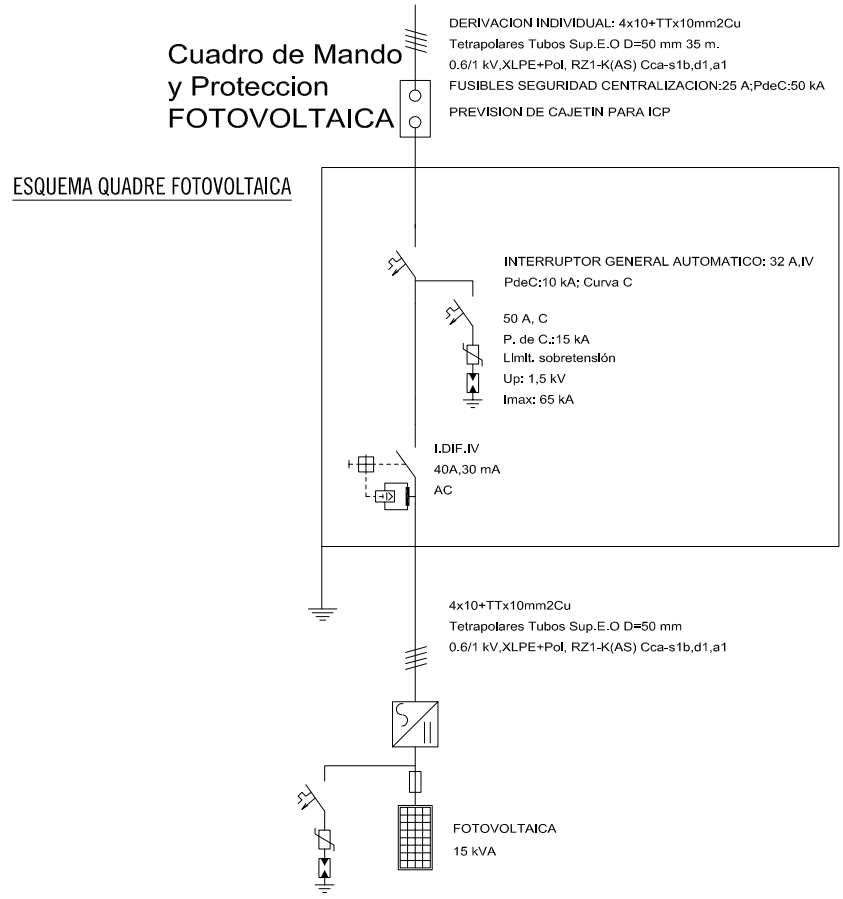 DERIVACION INDIVIDUAL: 4x10+TTx10mm2Cu
Tetrapolares Tubos Sup.E.O D=50 mm 35 m.
0.6/1 kV,XLPE+Pol, RZ1-K(AS) Cca-s1b,d1,a1
FUSIBLES SEGURIDAD CENTRALIZACION:25 A;PdeC:50 kA
PREVISION DE CAJETIN PARA ICP
Cuadro de Mando
y Proteccion
FOTOVOLTAICA
ESQUEMA QUADRE FOTOVOLTAICA
INTERRUPTOR GENERAL AUTOMATICO: 32 A,IV
PdeC:10 kA; Curva C
50 A, C
P. de C.:15 kA
LImIt. sobretensión
Up: 1,5 kV
Imax: 65 kA
I.DIF.IV
40A,30 mA
AC
4x10+TTx10mm2Cu
Tetrapolares Tubos Sup.E.O D=50 mm
0.6/1 kV,XLPE+Pol, RZ1-K(AS) Cca-s1b,d1,a1
FOTOVOLTAICA
15 kVA